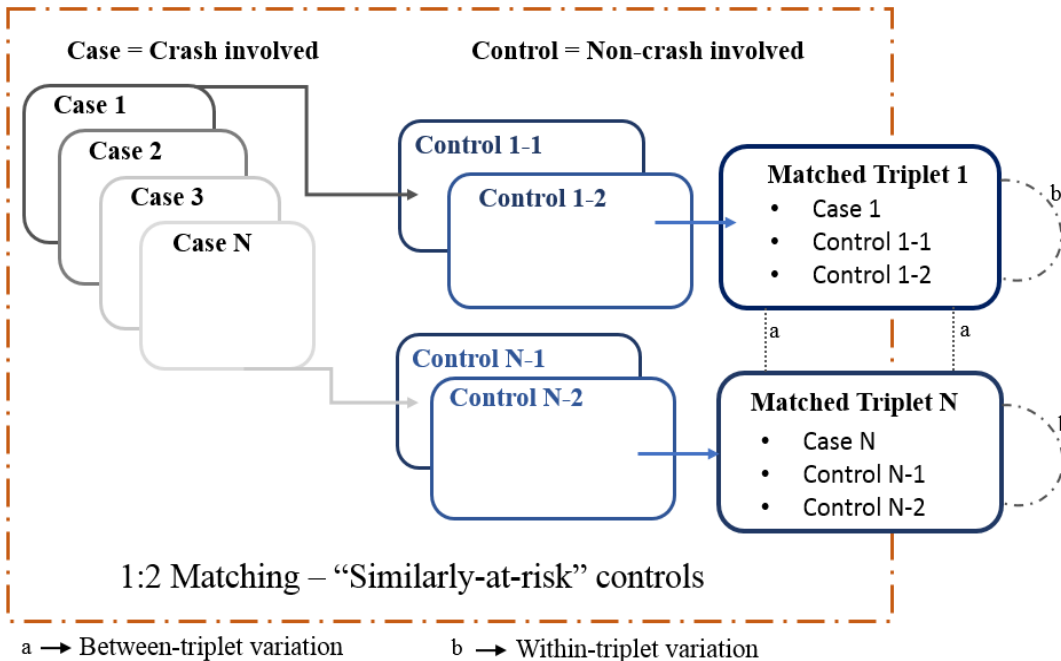 Case = Crash involved
Control = Non-crash involved
Case 1
Case 2
Case 3
Case N
Control 1-1
Control 1-2
Matched Triplet 1
• Case 1
• Control 1-1
• Control 1-2
b
a
a
Control N-1
Control N-2
Matched Triplet N
• Case N
• Control N-1
• Control N-2
1:2 Matching – “Similarly-at-risk” controls
a → Between-triplet variation
b → Within-triplet variation